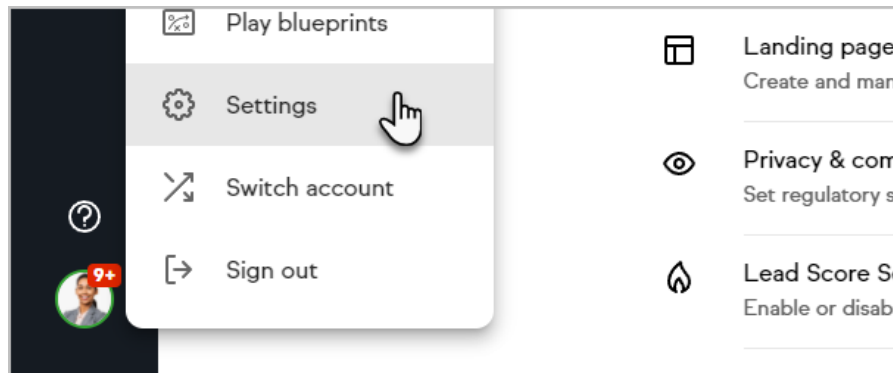 Play blueprints
Settings
Switch account
Sign out
9+
Landing page
Create and mar
Privacy & com
Set regulatory s
Lead Score S
Enable or disab